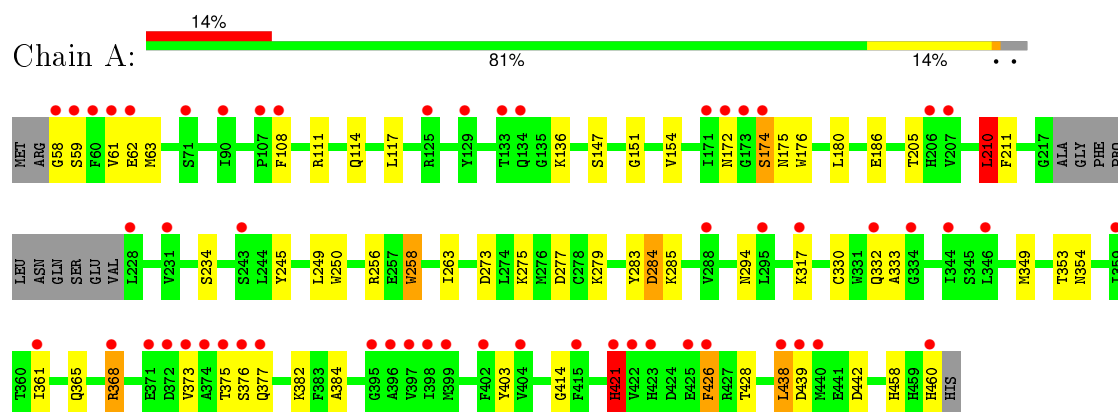 14%
Chain A:
81% 14% • •
MET ARG G58 S59 F60 V61 E62 M63 S71 I90 P107 F108 R111 Q114 L117 R125 Y129 T133 Q134 G135 K136 S147 G151 V154 I171 N172 G173 S174 N175 W176 L180 E186 T205 H206 V207 L210 F211 G217 ALA GLY PHE PRO
LEU ASN GLN SER GLU VAL L228 V231 S234 S243 L244 Y245 L249 W250 R256 E257 W258 I263 D273 L274 K275 M276 D277 C278 K279 Y283 D284 K285 V288 N294 L295 K317 C330 W331 Q332 A333 G334 I344 S345 L346 M349 T353 N354 I359
T360 I361 Q365 R368 E371 D372 V373 A374 T375 S376 Q377 K382 F383 A384 G395 A396 V397 I398 M399 F402 Y403 V404 G414 F415 H421 V422 H423 D424 E425 F426 R427 T428 L438 D439 M440 E441 D442 H458 H459 H460 HIS